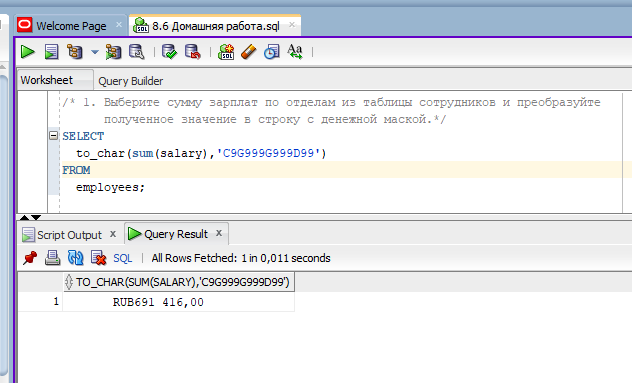 Welcome Page × 8.6 Домашняя работа.sql ×
Worksheet Query Builder
/* 1. Выберите сумму зарплат по отделам из таблицы сотрудников и преобразуйте
полученное значение в строку с денежной маской.*/
SELECT
to_char(sum(salary),'C9G999G999D99')
FROM
employees;
Script Output × Query Result ×
SQL | All Rows Fetched: 1 in 0,011 seconds
TO_CHAR(SUM(SALARY),'C9G999G999D99')
1 RUB691 416,00